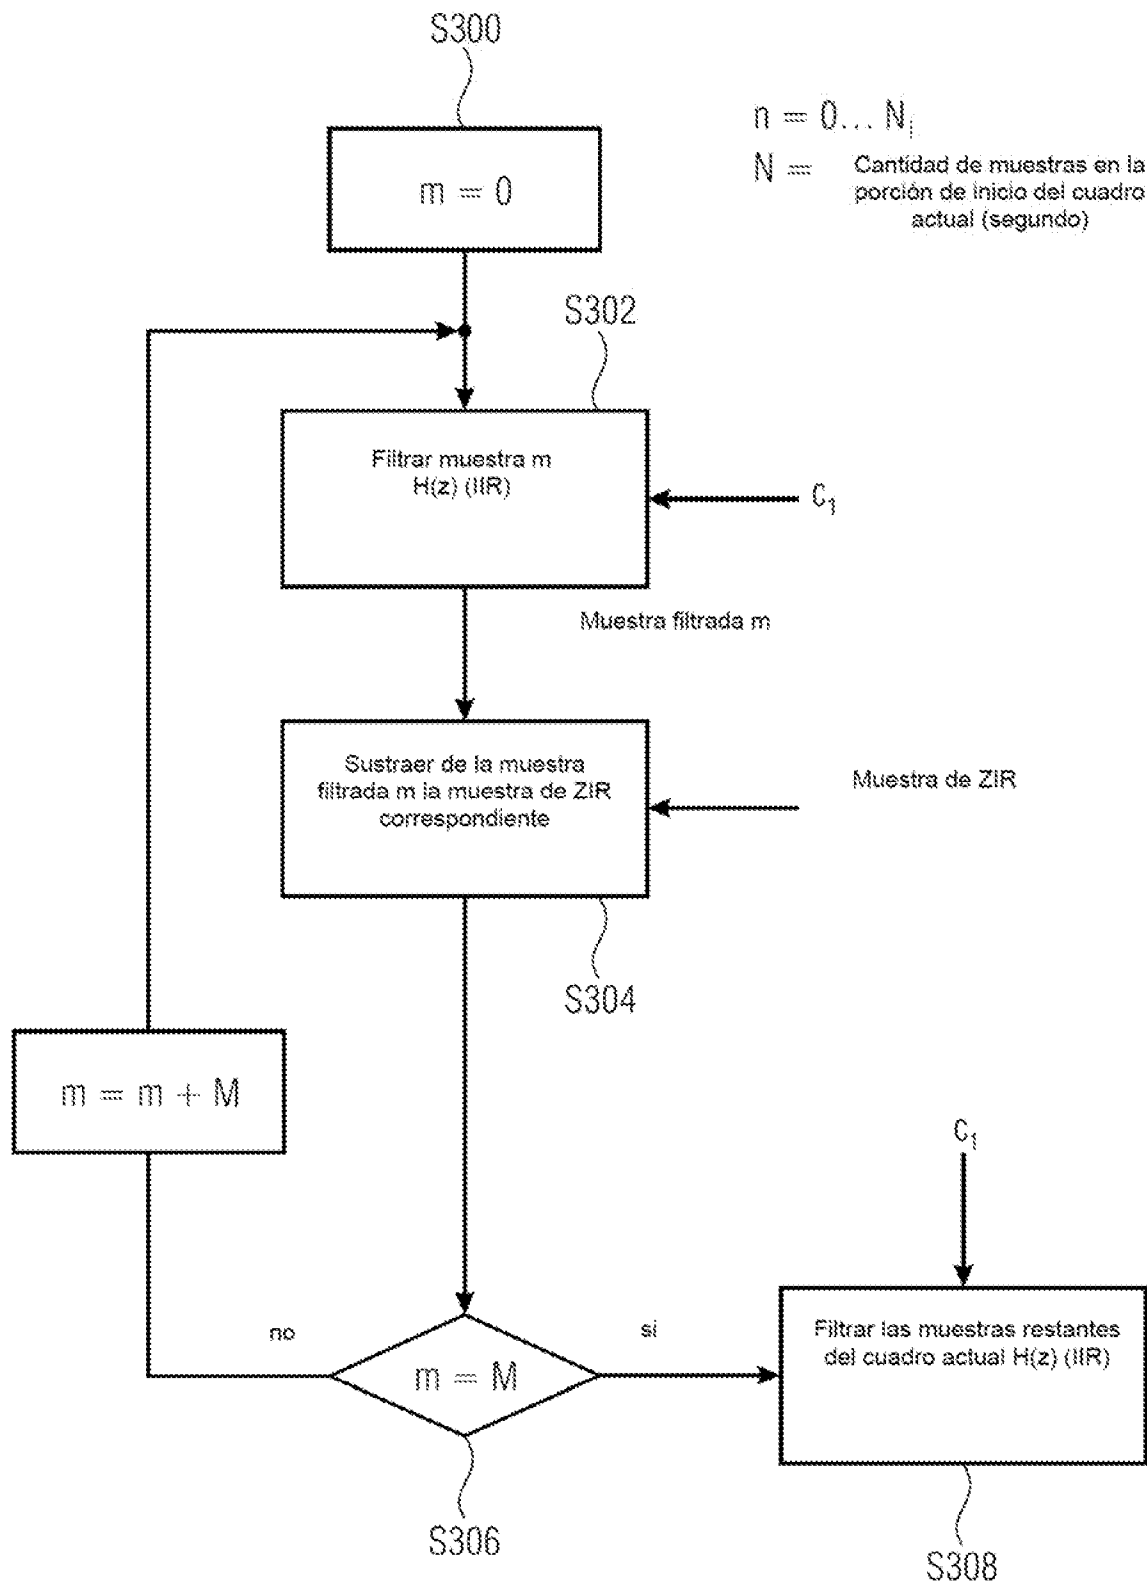 S300
m = 0
n = 0... N,
N = Cantidad de muestras en la
porción de inicio del cuadro
actual (segundo)
S302
Filtrar muestra m
H(z) (IIR)
C₁
Muestra filtrada m
Sustraer de la muestra
filtrada m la muestra de ZIR
correspondiente
Muestra de ZIR
S304
m = m + M
C₁
no
sí
m = M
Filtrar las muestras restantes
del cuadro actual H(z) (IIR)
S306
S308